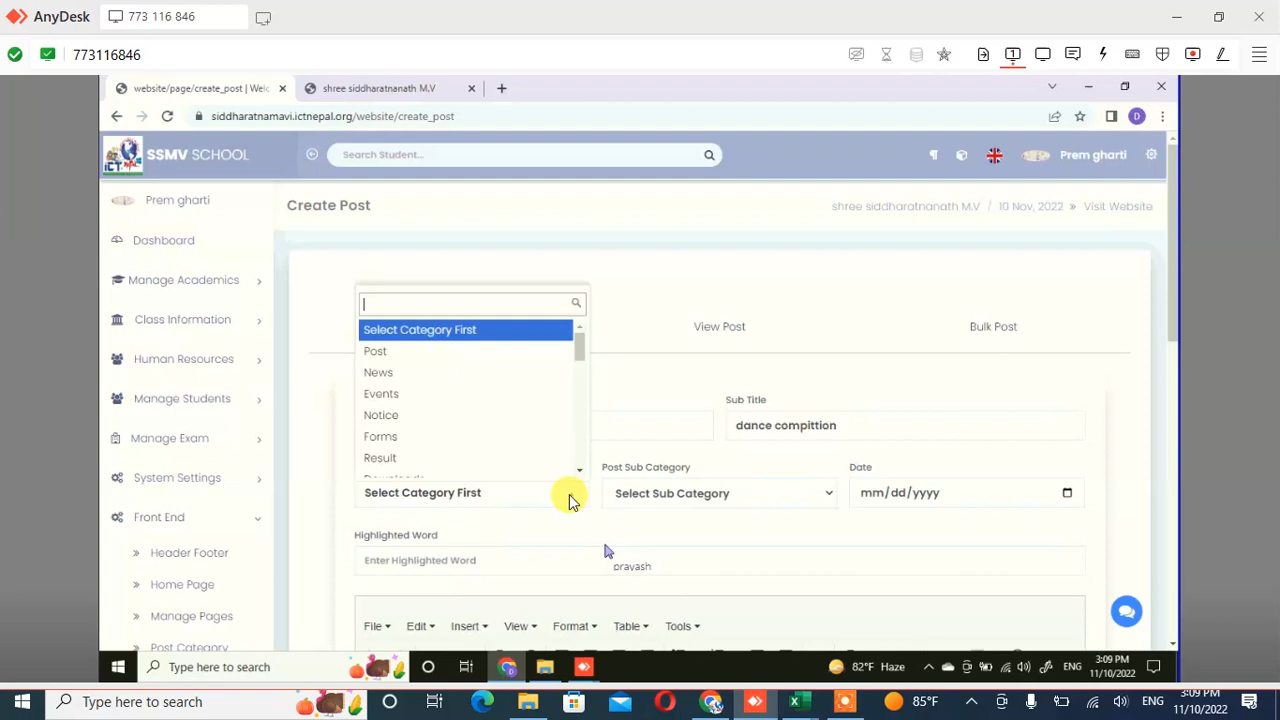 AnyDesk
773 116 846
773116846
1
website/page/create_post | Welc
shree siddharatnanath M.V
siddharatnamavi.ictnepal.org/website/create_post
D
SSMV SCHOOL
Search Student...
Prem gharti
Prem gharti
Create Post
shree siddharatnanath M.V / 10 Nov, 2022 » Visit Website
Dashboard
Manage Academics
Class Information
Human Resources
Manage Students
Manage Exam
System Settings
Front End
Header Footer
Home Page
Manage Pages
Post Category
View Post
Bulk Post
Select Category First
Post
News
Events
Notice
Forms
Result
Downloads
Sub Title
dance compittion
Post Sub Category
Date
Select Category First
Select Sub Category
mm/dd/yyyy
Highlighted Word
Enter Highlighted Word
pravash
File Edit Insert View Format Table Tools
Type here to search
82°F Haze
ENG
3:09 PM
11/10/2022
Type here to search
85°F
ENG
3:09 PM
11/10/2022